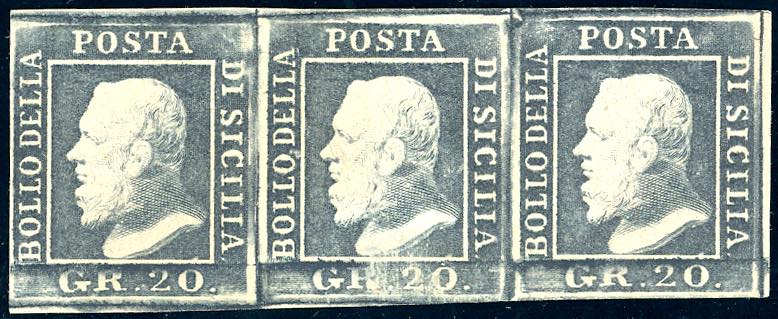 POSTA
BOLLO DELLA
DI SICILIA
GR. 20.
POSTA
BOLLO DELLA
DI SICILIA
GR. 20.
POSTA
BOLLO DELLA
DI SICILIA
GR. 20.